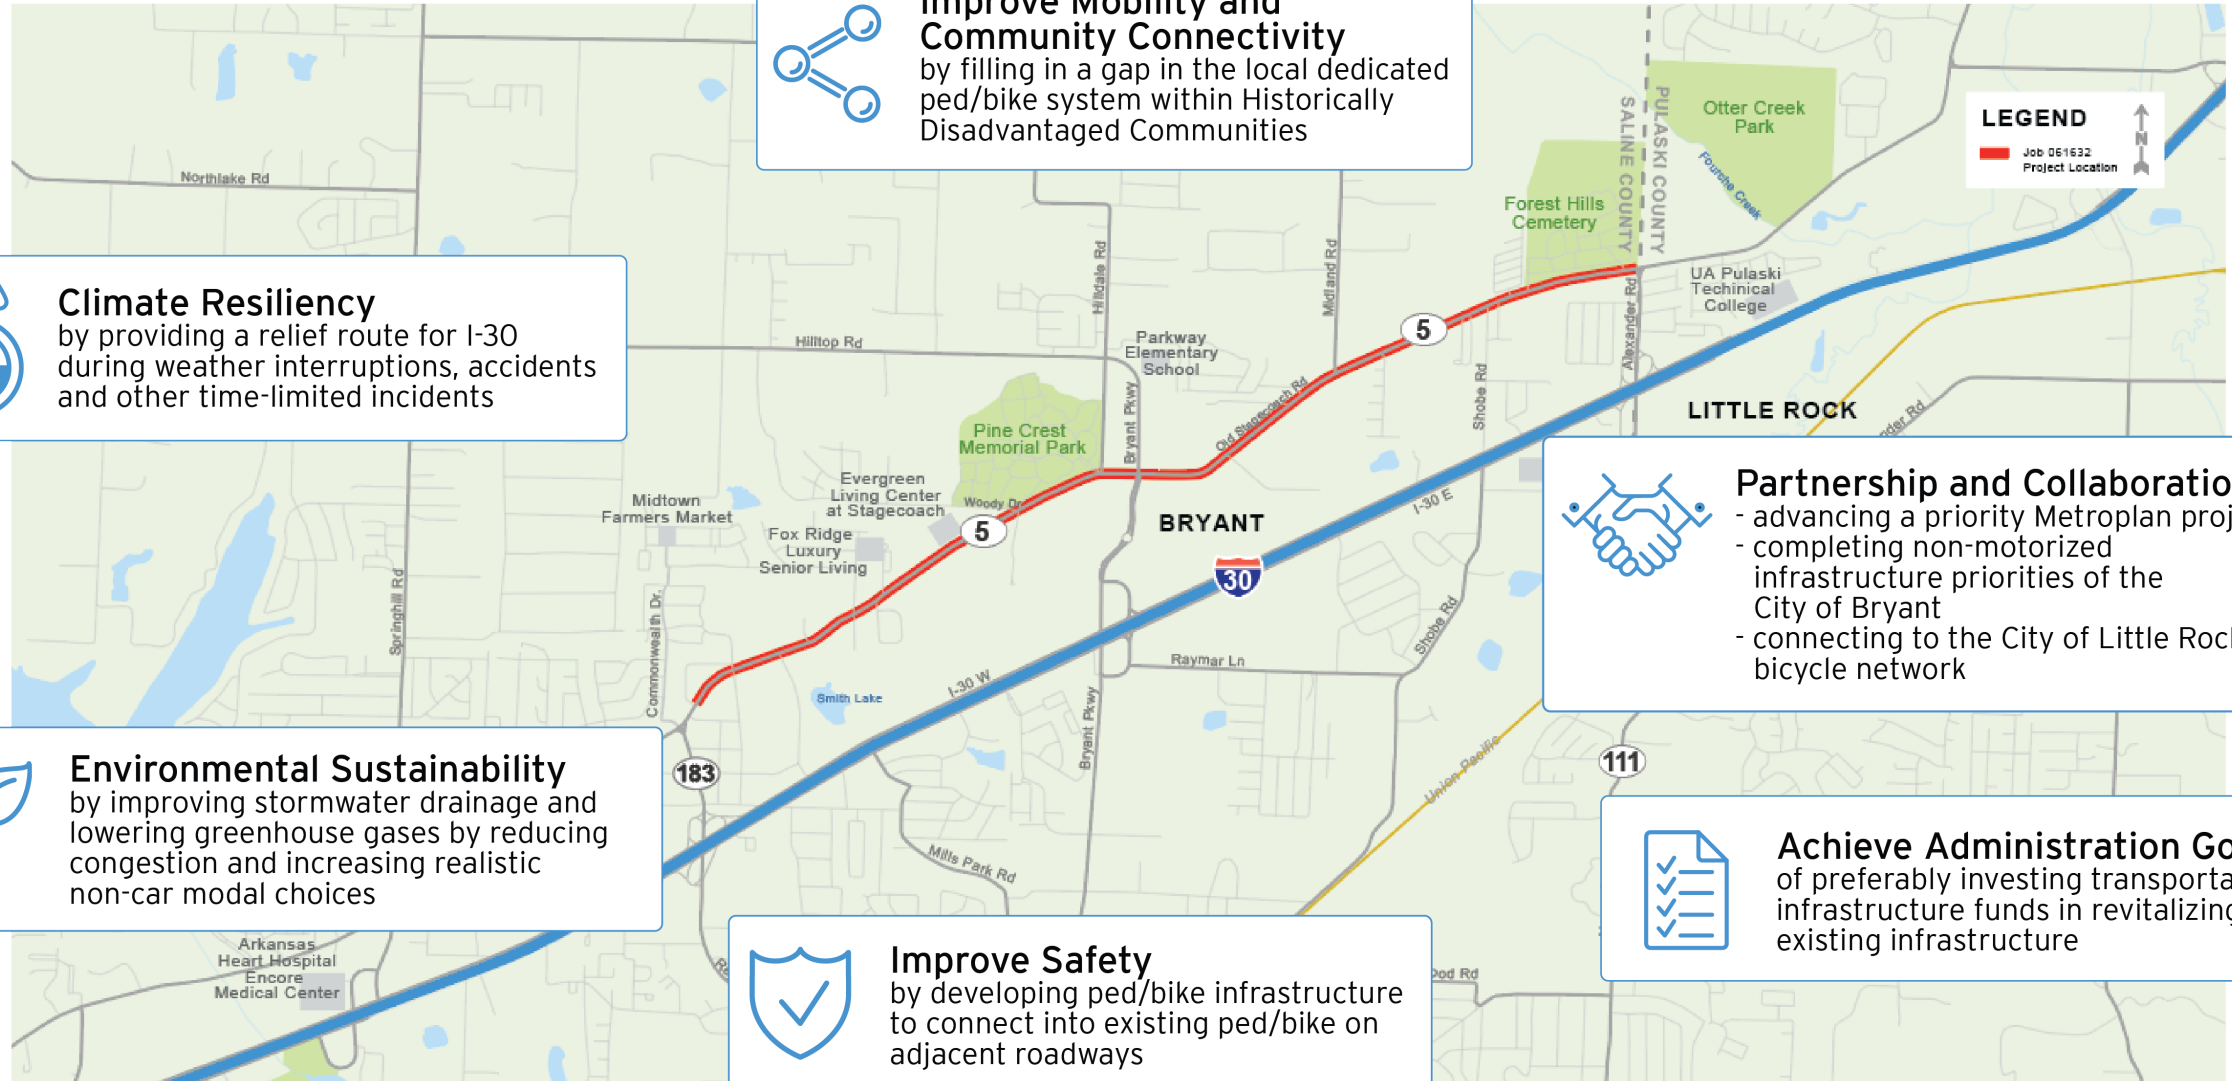 Improve Mobility and
Community Connectivity
by filling in a gap in the local dedicated
ped/bike system within Historically
Disadvantaged Communities
Otter Creek
Park
PULASKI COUNTY
SALINE COUNTY
Fourche Creek
LEGEND
Job 061632
Project Location
N
Northlake Rd
Forest Hills
Cemetery
Climate Resiliency
by providing a relief route for I-30
during weather interruptions, accidents
and other time-limited incidents
Hilldale Rd
Midland Rd
Alexander Rd
UA Pulaski
Techinical
College
Hilltop Rd
Parkway
Elementary
School
5
Shobe Rd
Old Stagecoach Rd
Bryant Pkwy
LITTLE ROCK
nder Rd
Pine Crest
Memorial Park
Woody Dr
Evergreen
Living Center
at Stagecoach
Midtown
Farmers Market
Fox Ridge
Luxury
Senior Living
5
BRYANT
I-30 E
30
Partnership and Collaboratio
- advancing a priority Metroplan proj
- completing non-motorized
infrastructure priorities of the
City of Bryant
- connecting to the City of Little Rock
bicycle network
Springhill Rd
Commonwealth Dr.
Shobe Rd
Raymar Ln
I-30 W
Smith Lake
Bryant Pkwy
Union Pacific
183
111
Environmental Sustainability
by improving stormwater drainage and
lowering greenhouse gases by reducing
congestion and increasing realistic
non-car modal choices
Mills Park Rd
Achieve Administration Go
of preferably investing transporta
infrastructure funds in revitalizing
existing infrastructure
Arkansas
Heart Hospital
Encore
Medical Center
Re
Improve Safety
by developing ped/bike infrastructure
to connect into existing ped/bike on
adjacent roadways
Dod Rd